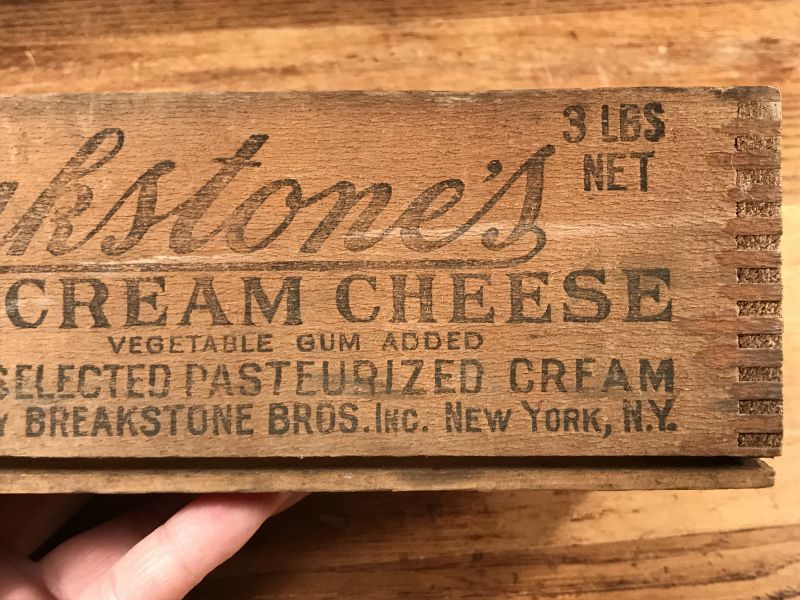 akstone's
3 LBS
NET
CREAM CHEESE
VEGETABLE GUM ADDED
SELECTED PASTEURIZED CREAM
Y BREAKSTONE BROS. INC. NEW YORK, N.Y.